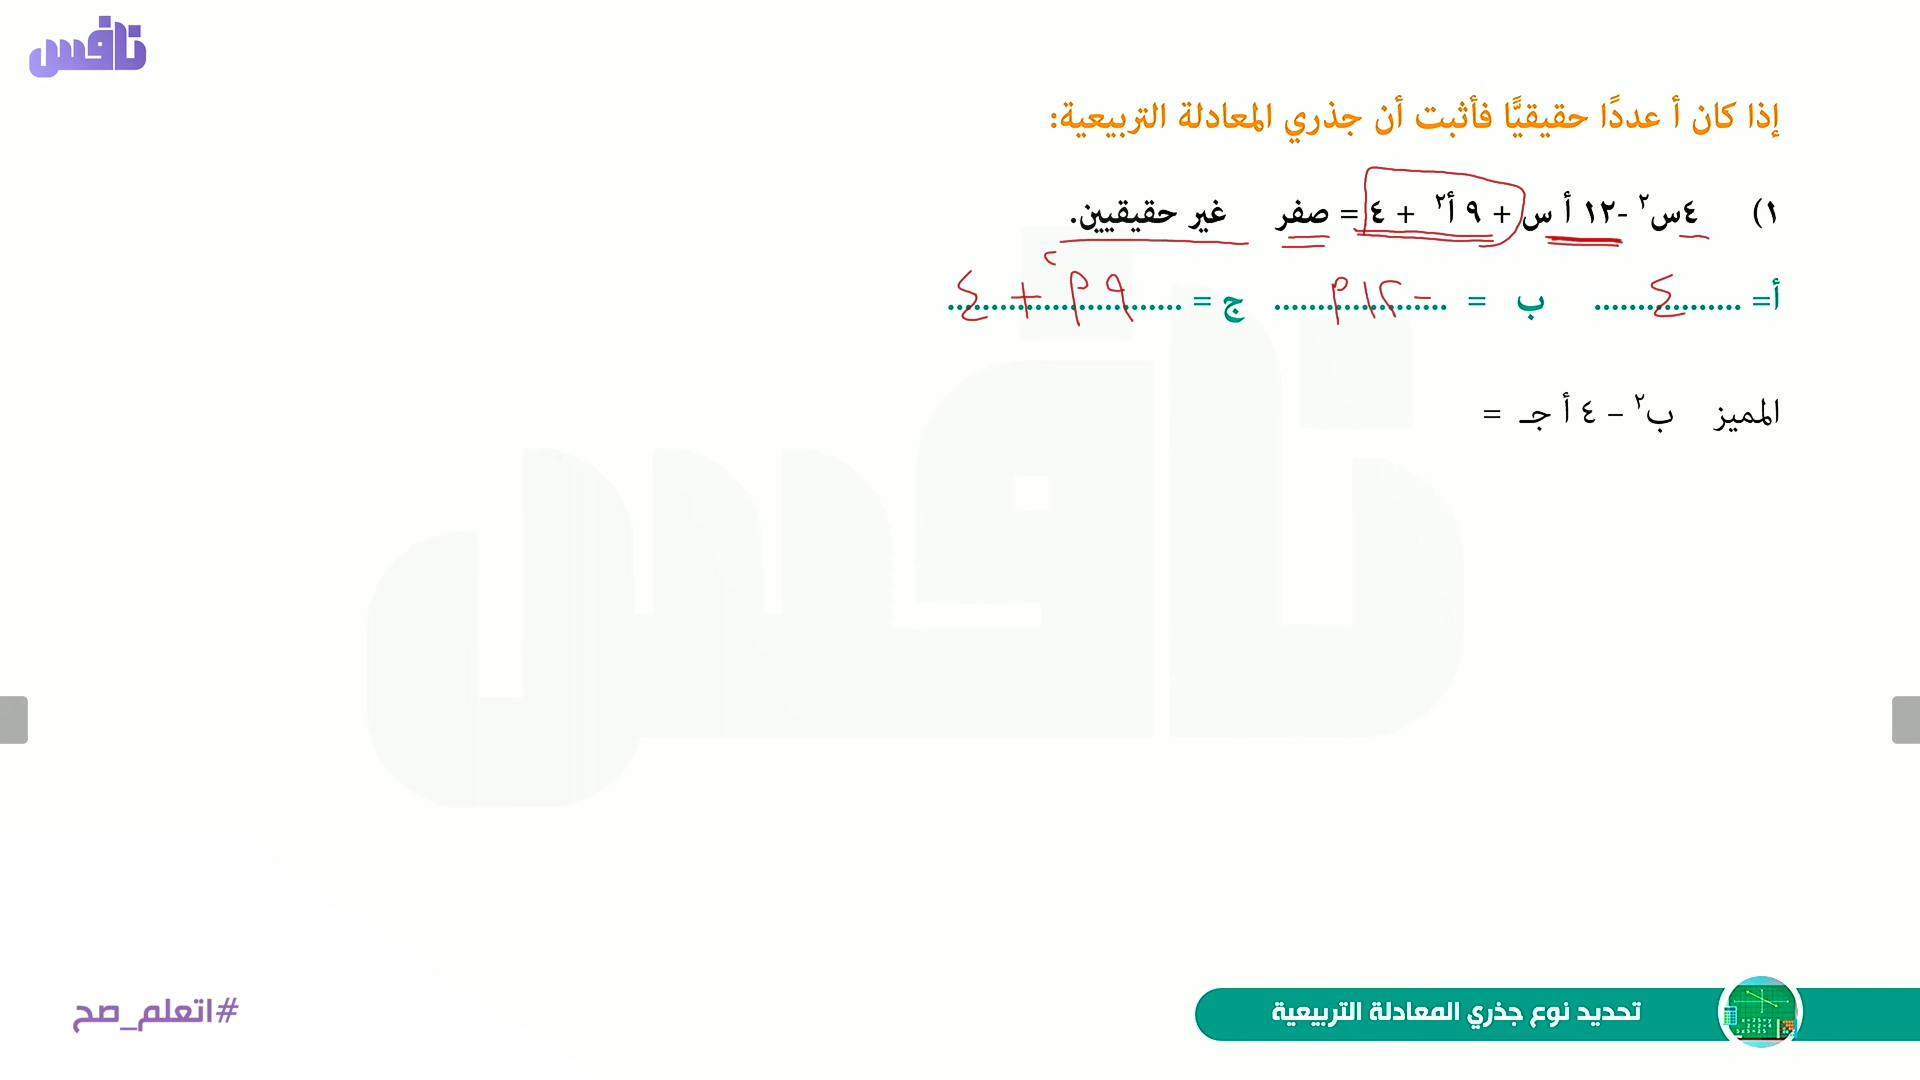 نافس
إذا كان أ عددًا حقيقيًّا فأثبت أن جذري المعادلة التربيعية:
١) ٤س٢ -١٢ أ س + ٩ أ٢ + ٤ = صفر غير حقيقيين.
أ= ٤ ب = -١٢أ ج = ٩أ٢ + ٤
المميز ب٢ – ٤ أ جـ =
تحديد نوع جذري المعادلة التربيعية
#اتعلم_صح